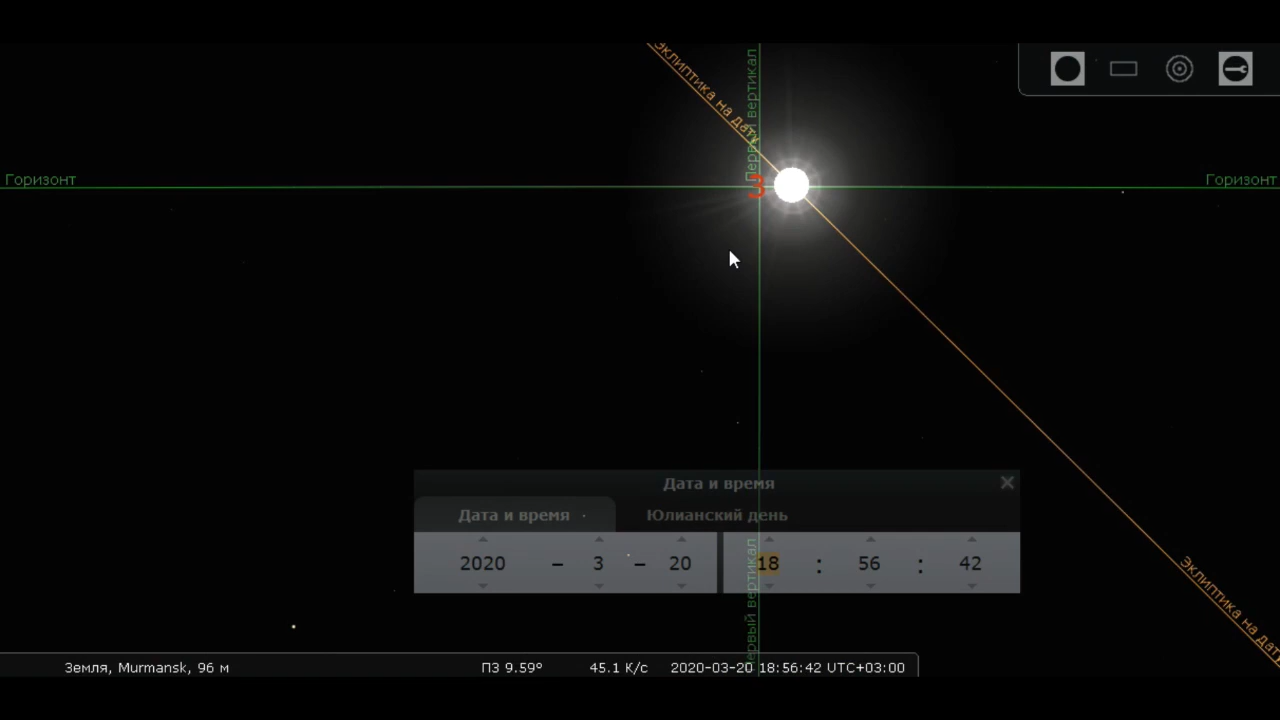 Эклиптика на дату
Первый вертикал
Горизонт
З
Горизонт
Дата и время
Дата и время
Юлианский день
2020 – 3 – 20 18 : 56 : 42
Первый вертикал
Эклиптика на дату
Земля, Murmansk, 96 м ПЗ 9.59° 45.1 К/с 2020-03-20 18:56:42 UTC+03:00